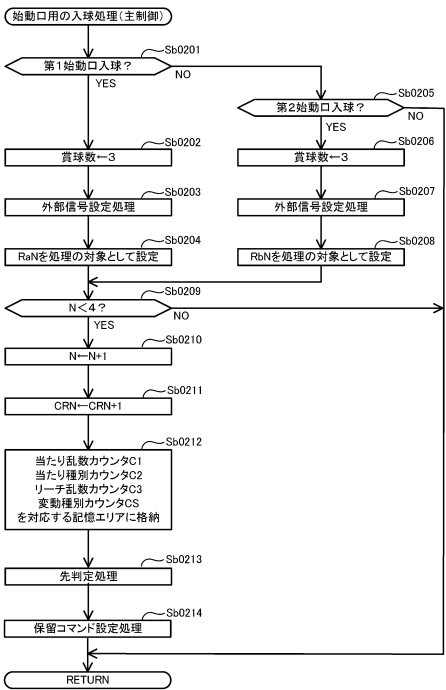 始動口用の入球処理(主制御)
Sb0201
第1始動口入球?
NO
YES
Sb0205
第2始動口入球?
NO
YES
Sb0202
賞球数←3
Sb0206
賞球数←3
Sb0203
外部信号設定処理
Sb0207
外部信号設定処理
Sb0204
RaNを処理の対象として設定
Sb0208
RbNを処理の対象として設定
Sb0209
N<4?
NO
YES
Sb0210
N←N+1
Sb0211
CRN←CRN+1
Sb0212
当たり乱数カウンタC1
当たり種別カウンタC2
リーチ乱数カウンタC3
変動種別カウンタCS
を対応する記憶エリアに格納
Sb0213
先判定処理
Sb0214
保留コマンド設定処理
RETURN